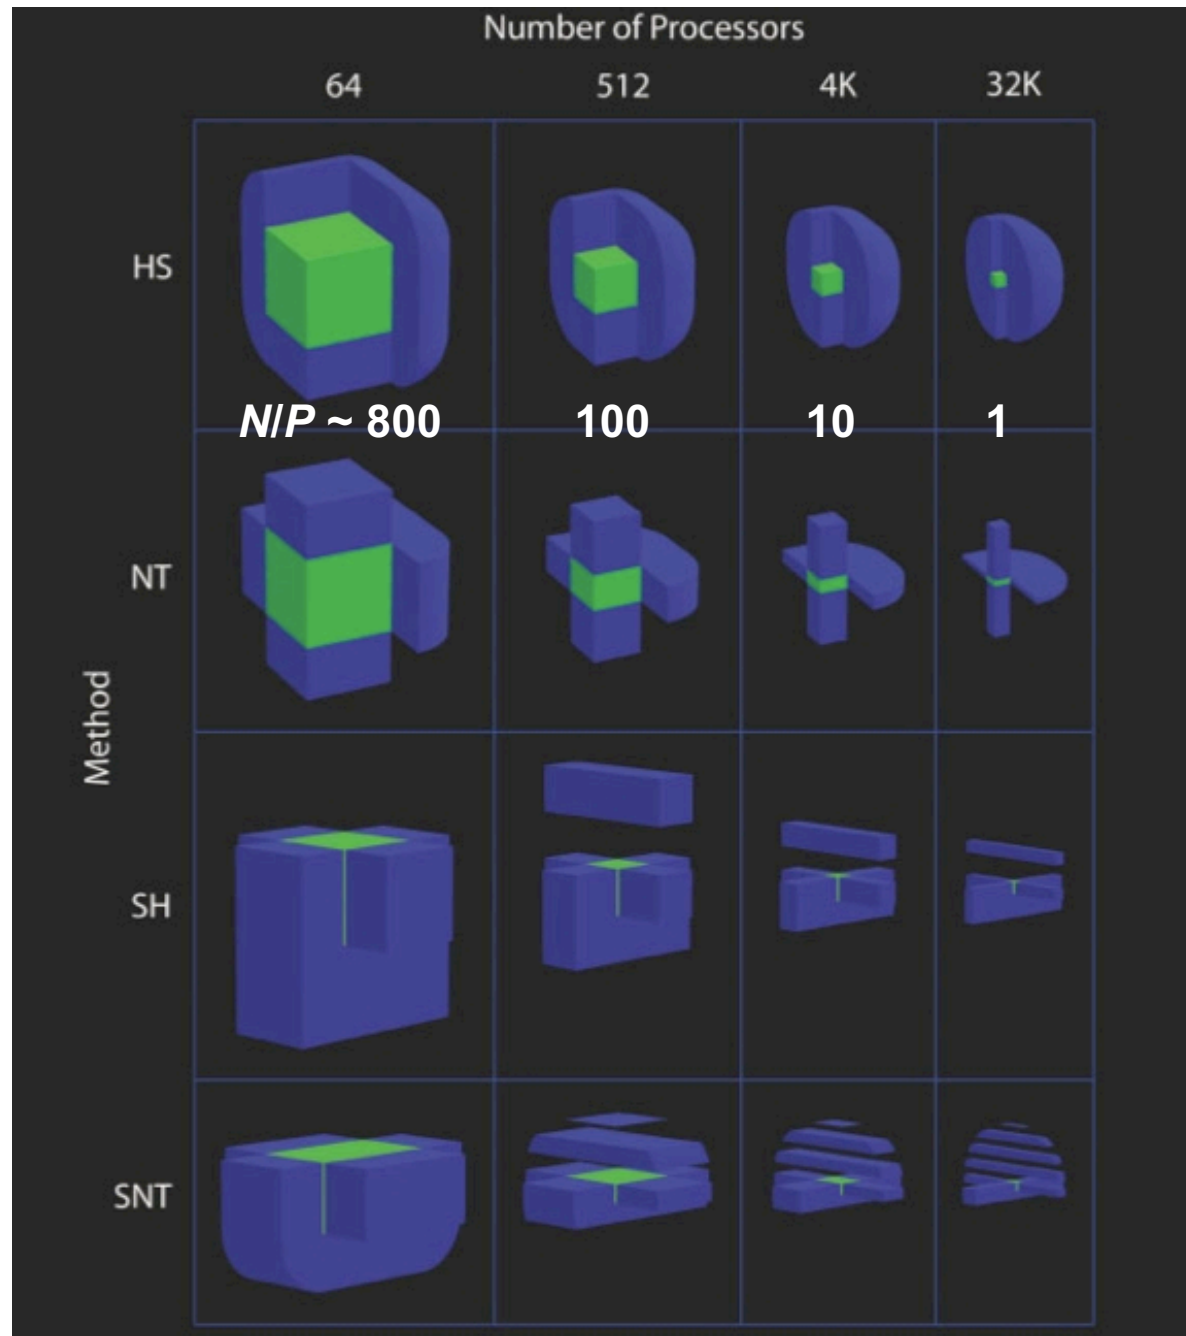 Number of Processors
64 512 4K 32K
HS
N/P ~ 800 100 10 1
NT
Method
SH
SNT